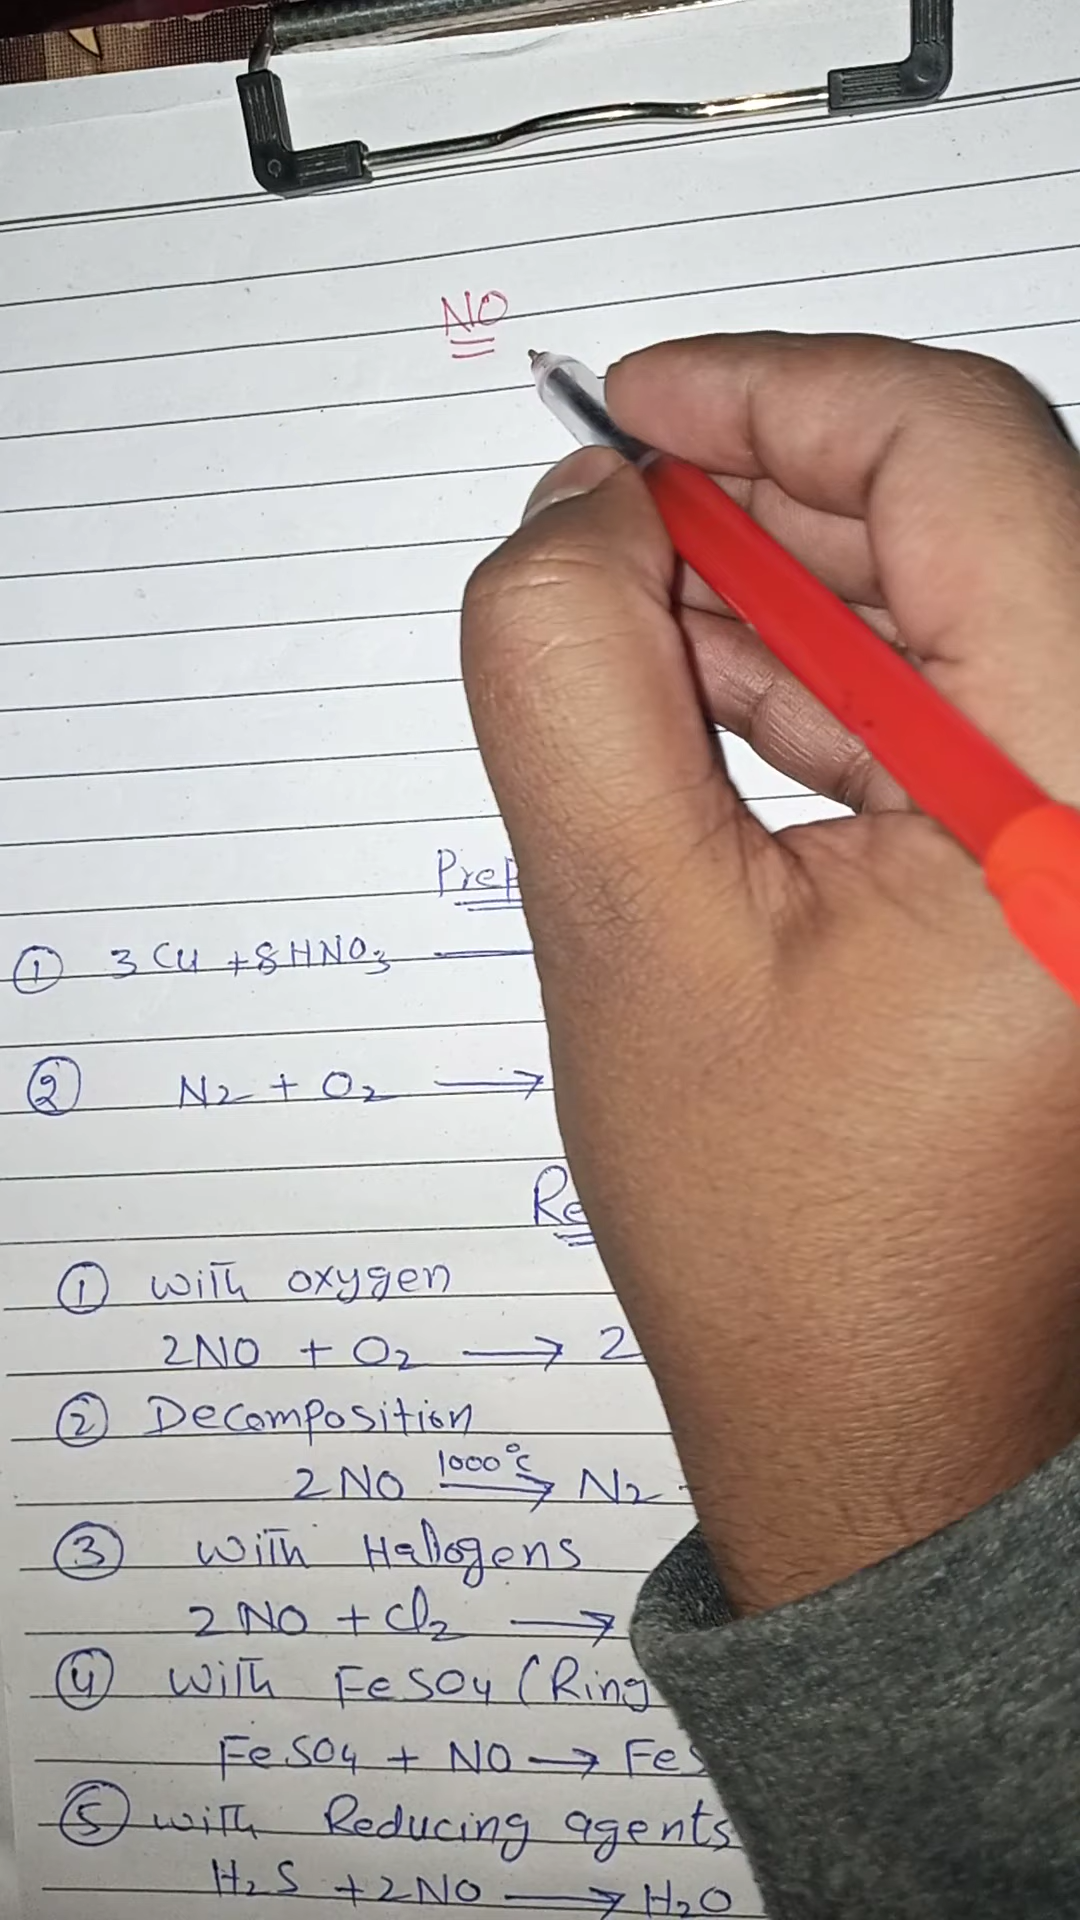 NO
Prep
① 3Cu + 8HNO₃ —
② N₂ + O₂ ⟶
Re
① with oxygen
2NO + O₂ ⟶ 2
② Decomposition
2NO 1000°C ⟶ N₂
③ with Halogens
2NO + Cl₂ ⟶
④ with FeSO₄ (Ring
FeSO₄ + NO ⟶ FeS
⑤ with Reducing agents
H₂S + 2NO ⟶ H₂O